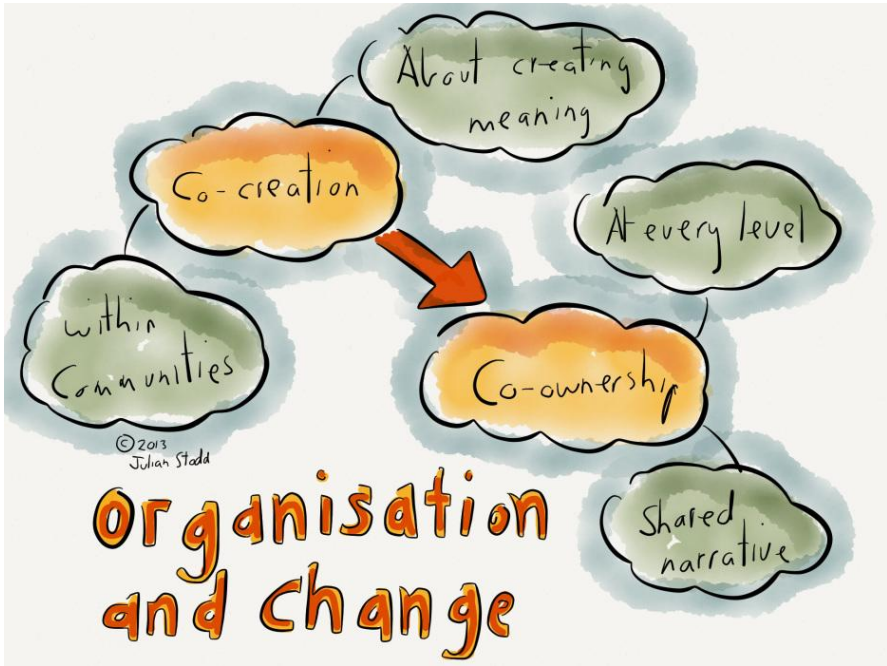 About creating
meaning
Co-creation
At every level
within
Communities
Co-ownership
© 2013
Julian Stodd
Shared
narrative
Organisation
and Change